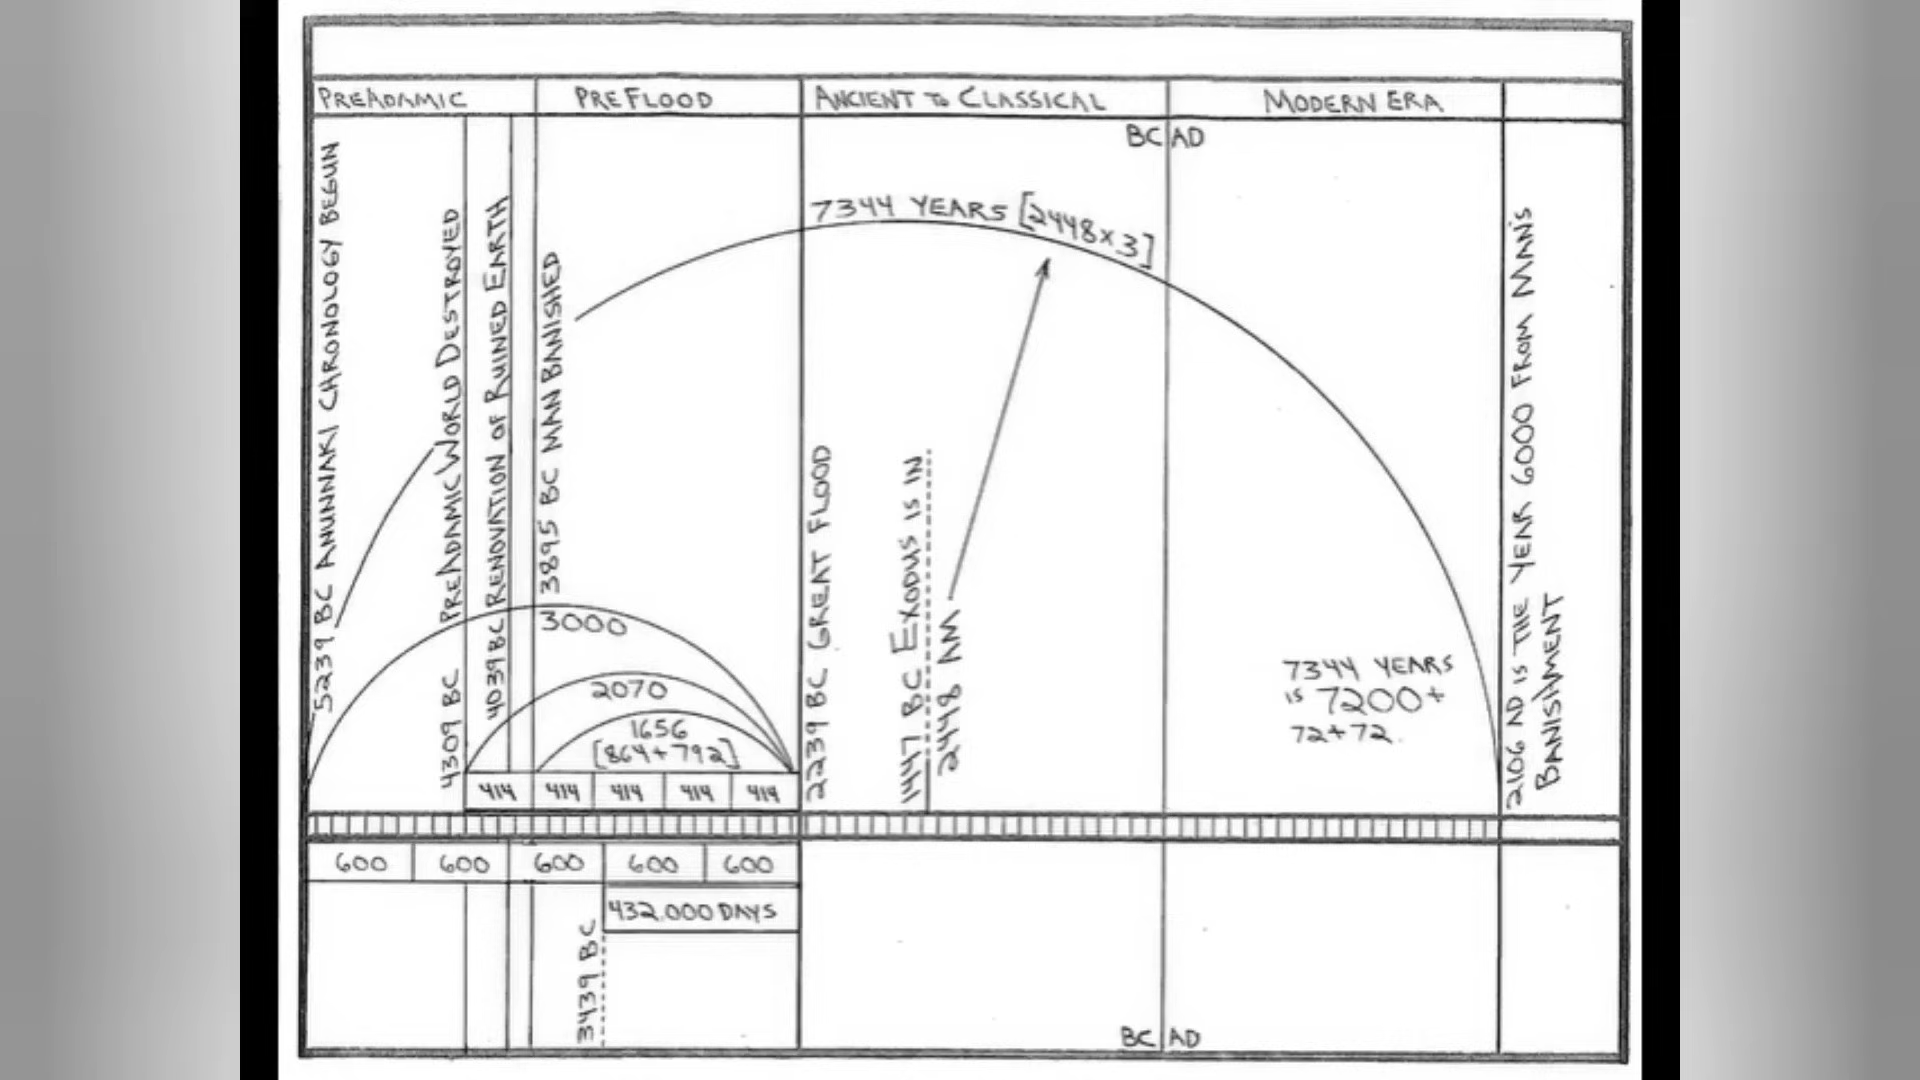 PREADAMIC
PREFLOOD
ANCIENT TO CLASSICAL
MODERN ERA
BC AD
5239 BC ANUNNAKI CHRONOLOGY BEGUN
4309 BC PREADAMIC WORLD DESTROYED
4039 BC RENOVATION OF RUINED EARTH
3895 BC MAN BANISHED
7344 YEARS [2448×3]
3000
2070
1656
[864+792]
414 414 414 414 414
2239 BC GREAT FLOOD
1447 BC EXODUS IS IN
2448 AM
7344 YEARS
IS 7200+
72+72.
2106 AD IS THE YEAR 6000 FROM MAN'S
BANISHMENT
600 600 600 600 600
432,000 DAYS
3439 BC
BC AD